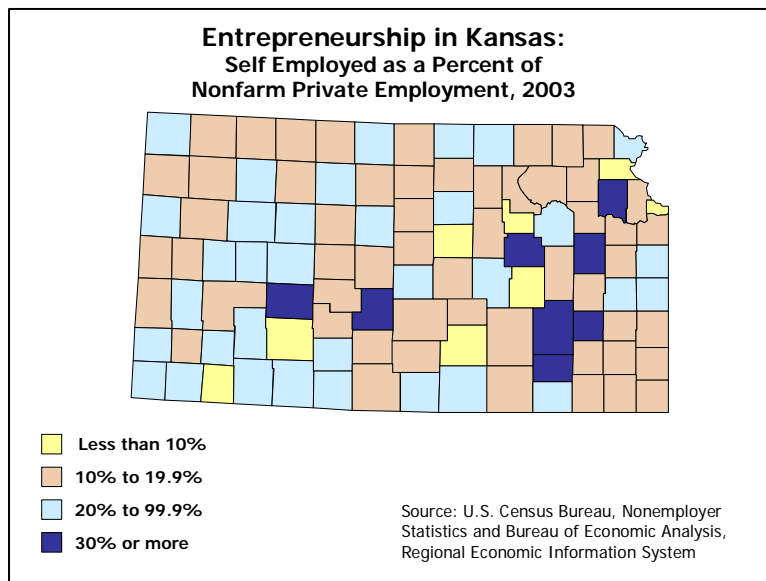 Entrepreneurship in Kansas:
Self Employed as a Percent of
Nonfarm Private Employment, 2003
Less than 10%
10% to 19.9%
20% to 99.9%
30% or more
Source: U.S. Census Bureau, Nonemployer
Statistics and Bureau of Economic Analysis,
Regional Economic Information System